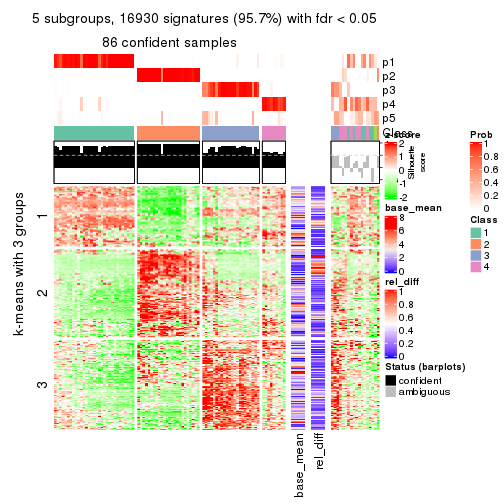 5 subgroups, 16930 signatures (95.7%) with fdr < 0.05
86 confident samples
p1
p2
p3
p4
p5
Class
k-means with 3 groups
1
2
3
base_mean
rel_diff
Silhouette
score
z-score
2
1
0
-1
-2
base_mean
8
6
4
2
0
rel_diff
1
0.8
0.6
0.4
0.2
0
Status (barplots)
confident
ambiguous
Prob
1
0.8
0.6
0.4
0.2
0
Class
1
2
3
4